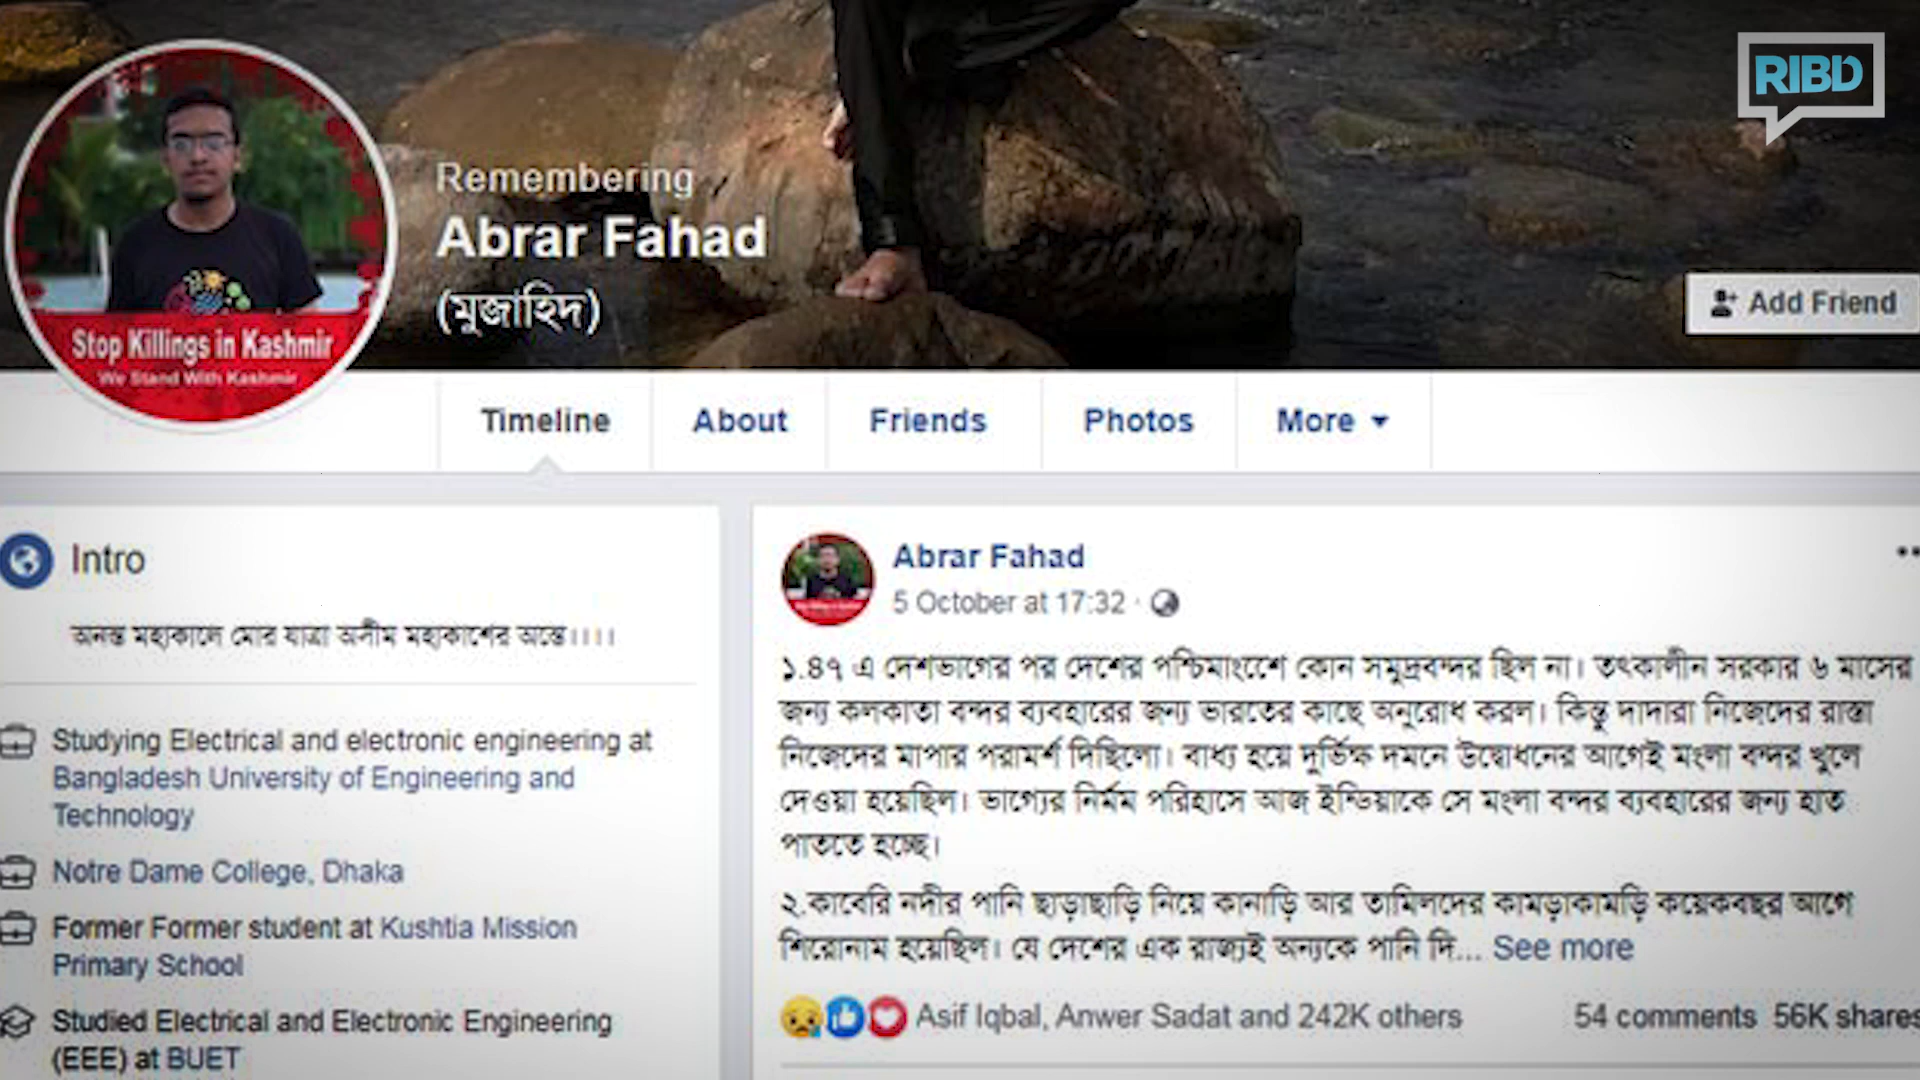 RIBD
Remembering
Abrar Fahad
(মুজাহিদ)
Add Friend
Stop Killings in Kashmir
We Stand With Kashmir
Timeline
About
Friends
Photos
More
Intro
অনন্ত মহাকালে মোর যাত্রা অসীম মহাকাশের অন্তে।।।।
Studying Electrical and electronic engineering at
Bangladesh University of Engineering and
Technology
Notre Dame College, Dhaka
Former Former student at Kushtia Mission
Primary School
Studied Electrical and Electronic Engineering
(EEE) at BUET
Abrar Fahad
5 October at 17:32 ·
১.৪৭ এ দেশভাগের পর দেশের পশ্চিমাংশে কোন সমুদ্রবন্দর ছিল না। তৎকালীন সরকার ৬ মাসের
জন্য কলকাতা বন্দর ব্যবহারের জন্য ভারতের কাছে অনুরোধ করল। কিন্তু দাদারা নিজেদের রাস্তা
নিজেদের মাপার পরামর্শ দিছিলো। বাধ্য হয়ে দুর্ভিক্ষ দমনে উদ্বোধনের আগেই মংলা বন্দর খুলে
দেওয়া হয়েছিল। ভাগ্যের নির্মম পরিহাসে আজ ইন্ডিয়াকে সে মংলা বন্দর ব্যবহারের জন্য হাত
পাততে হচ্ছে।
২.কাবেরি নদীর পানি ছাড়াছাড়ি নিয়ে কানাড়ি আর তামিলদের কামড়াকামড়ি কয়েকবছর আগে
শিরোনাম হয়েছিল। যে দেশের এক রাজ্যই অন্যকে পানি দি... See more
Asif Iqbal, Anwer Sadat and 242K others
54 comments 56K shares